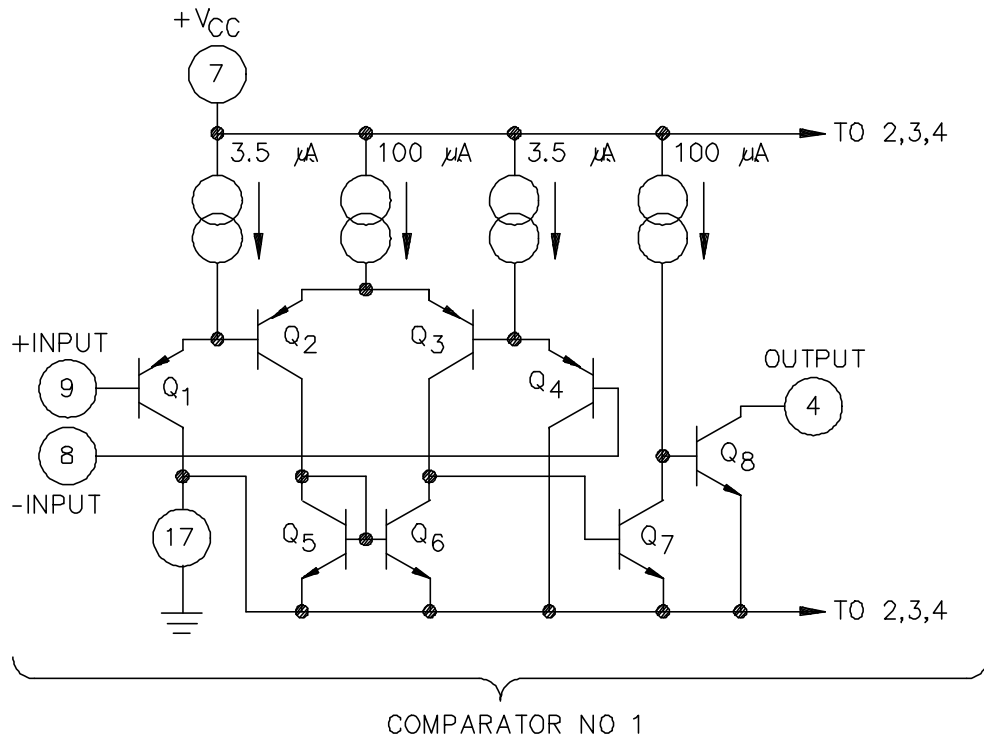 +VCC
7
TO 2,3,4
3.5 μA
100 μA
3.5 μA
100 μA
Q2
Q3
+INPUT
9
Q1
Q4
OUTPUT
4
8
-INPUT
Q8
17
Q5
Q6
Q7
TO 2,3,4
COMPARATOR NO 1